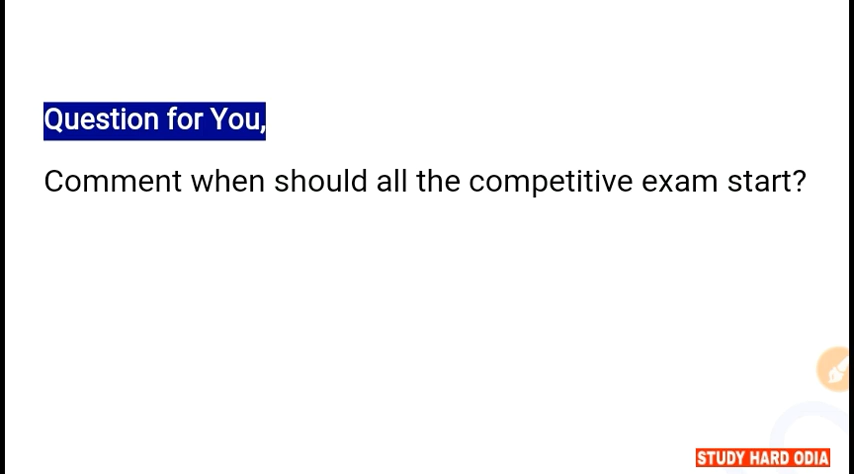 Question for You,
Comment when should all the competitive exam start?
STUDY HARD ODIA